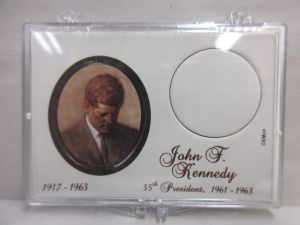 John F.
Kennedy
1917 - 1963
35th President, 1961 - 1963